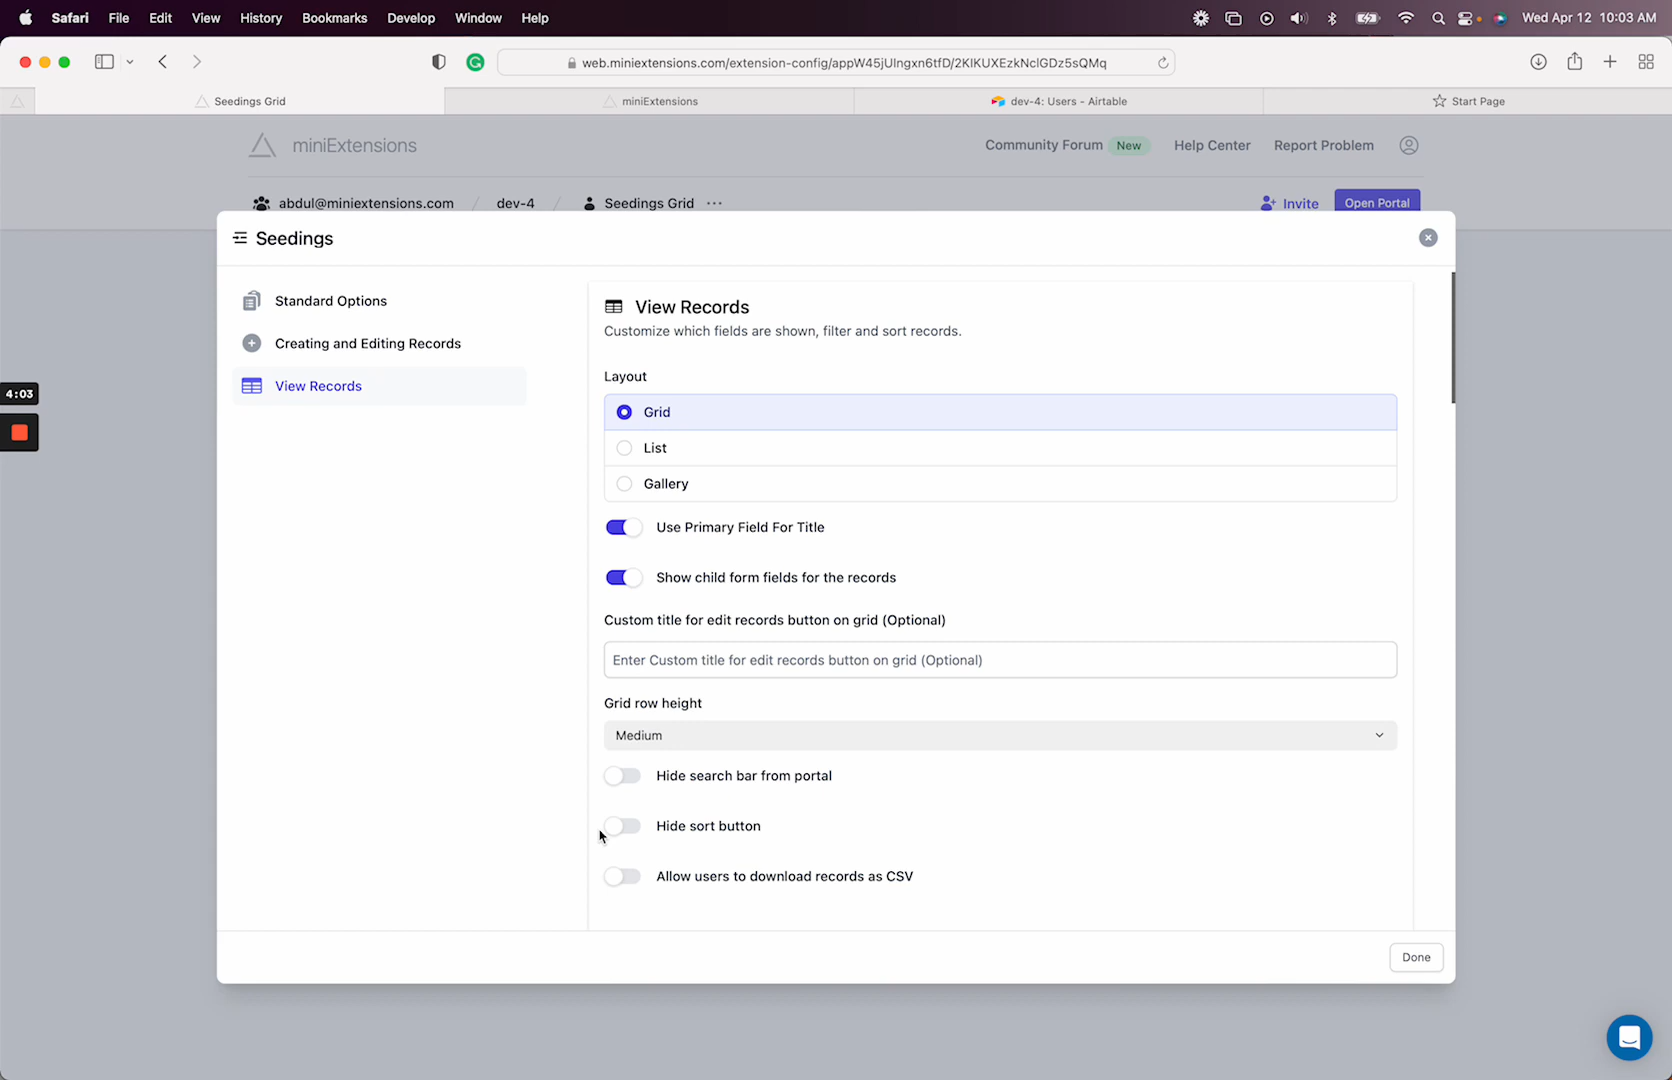 Safari File Edit View History Bookmarks Develop Window Help Wed Apr 12 10:03 AM
web.miniextensions.com/extension-config/appW45jUlngxn6tfD/2KIKUXEzkNclGDz5sQMq
Seedings Grid miniExtensions dev-4: Users - Airtable Start Page
miniExtensions Community Forum New Help Center Report Problem
abdul@miniextensions.com / dev-4 / Seedings Grid ··· Invite Open Portal
Seedings
Standard Options
Creating and Editing Records
View Records
4:03
View Records
Customize which fields are shown, filter and sort records.
Layout
Grid
List
Gallery
Use Primary Field For Title
Show child form fields for the records
Custom title for edit records button on grid (Optional)
Enter Custom title for edit records button on grid (Optional)
Grid row height
Medium
Hide search bar from portal
Hide sort button
Allow users to download records as CSV
Done